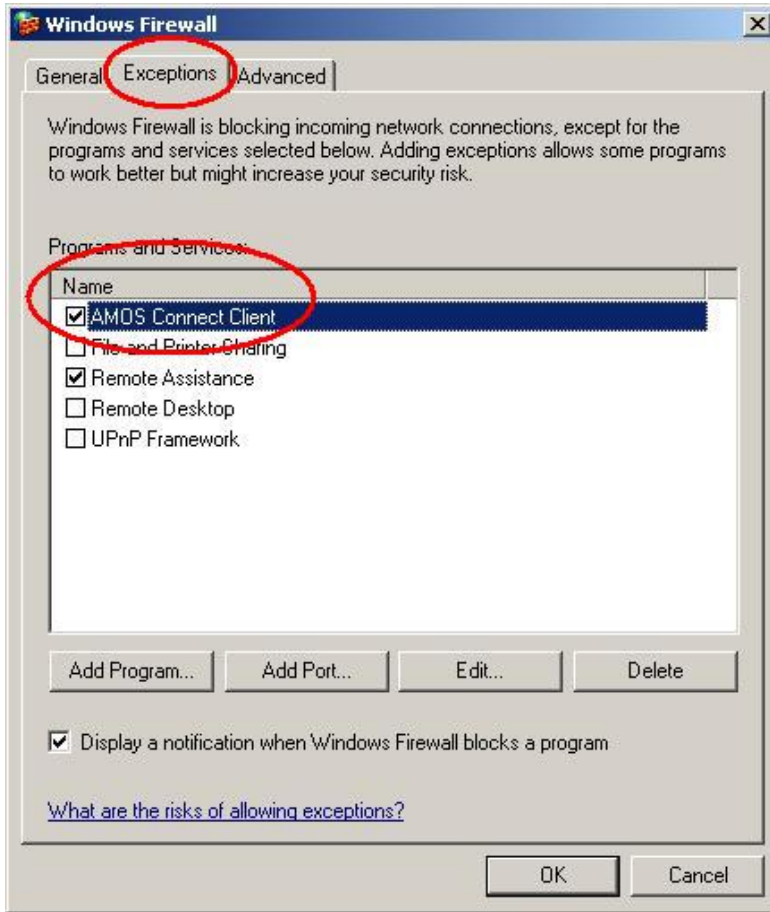 Windows Firewall
General Exceptions Advanced
Windows Firewall is blocking incoming network connections, except for the
programs and services selected below. Adding exceptions allows some programs
to work better but might increase your security risk.
Programs and Services:
Name
AMOS Connect Client
File and Printer Sharing
Remote Assistance
Remote Desktop
UPnP Framework
Add Program... Add Port... Edit... Delete
Display a notification when Windows Firewall blocks a program
What are the risks of allowing exceptions?
OK Cancel